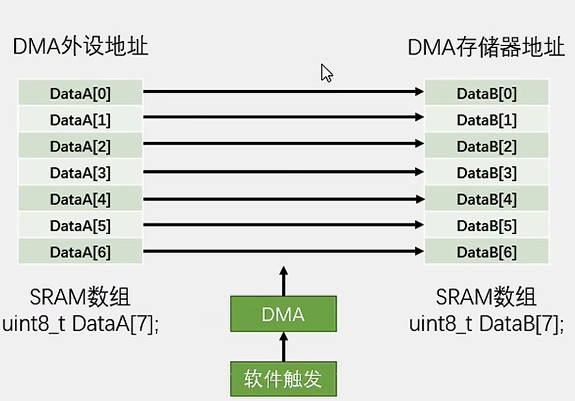 DMA外设地址
DMA存储器地址
DataA[0]
DataB[0]
DataA[1]
DataB[1]
DataA[2]
DataB[2]
DataA[3]
DataB[3]
DataA[4]
DataB[4]
DataA[5]
DataB[5]
DataA[6]
DataB[6]
SRAM数组
uint8_t DataA[7];
SRAM数组
uint8_t DataB[7];
DMA
软件触发